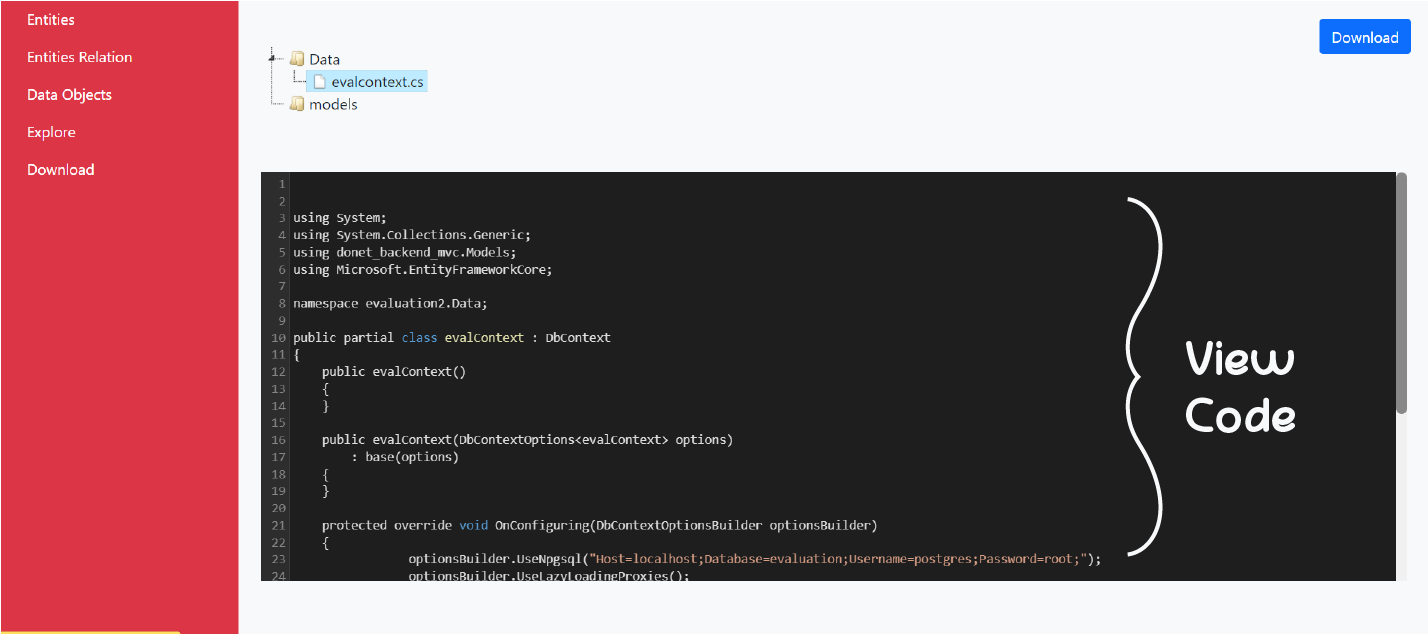 Entities
Entities Relation
Data Objects
Explore
Download
Download
Data
evalcontext.cs
models
1
2
3 using System;
4 using System.Collections.Generic;
5 using donet_backend_mvc.Models;
6 using Microsoft.EntityFrameworkCore;
7
8 namespace evaluation2.Data;
9
10 public partial class evalContext : DbContext
11 {
12     public evalContext()
13     {
14     }
15
16     public evalContext(DbContextOptions<evalContext> options)
17         : base(options)
18     {
19     }
20
21     protected override void OnConfiguring(DbContextOptionsBuilder optionsBuilder)
22     {
23                 optionsBuilder.UseNpgsql("Host=localhost;Database=evaluation;Username=postgres;Password=root;");
24                 optionsBuilder.UseLazyLoadingProxies();
View
Code